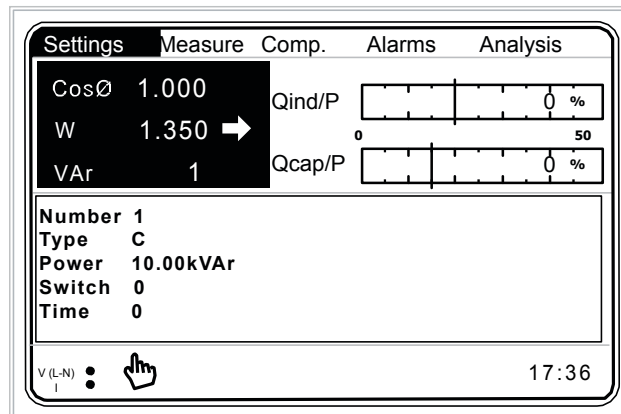 Settings Measure Comp. Alarms Analysis
CosØ 1.000
W 1.350
VAr 1
Qind/P 0 %
0 50
Qcap/P 0 %
Number 1
Type C
Power 10.00kVAr
Switch 0
Time 0
V (L-N)
I
17:36